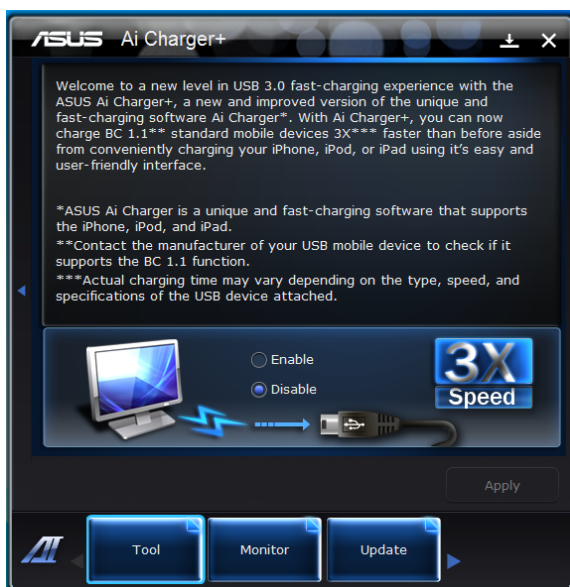 ASUS Ai Charger+
Welcome to a new level in USB 3.0 fast-charging experience with the
ASUS Ai Charger+, a new and improved version of the unique and
fast-charging software Ai Charger*. With Ai Charger+, you can now
charge BC 1.1** standard mobile devices 3X*** faster than before aside
from conveniently charging your iPhone, iPod, or iPad using it's easy and
user-friendly interface.
*ASUS Ai Charger is a unique and fast-charging software that supports
the iPhone, iPod, and iPad.
**Contact the manufacturer of your USB mobile device to check if it
supports the BC 1.1 function.
***Actual charging time may vary depending on the type, speed, and
specifications of the USB device attached.
Enable
Disable
3X
Speed
Apply
AI
Tool
Monitor
Update